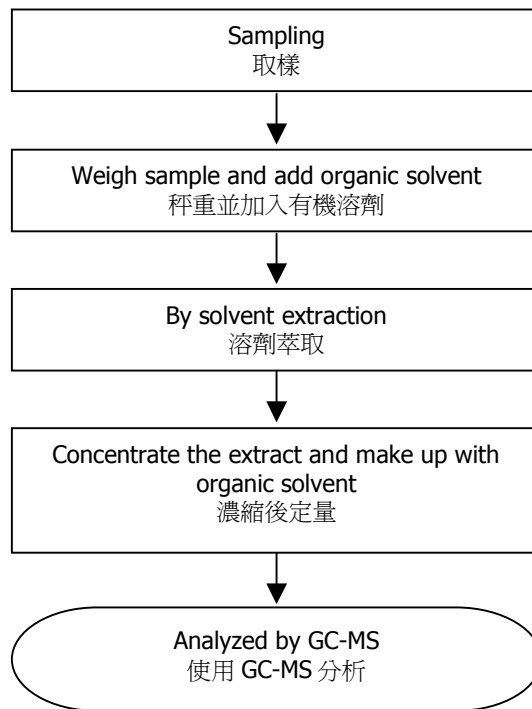 Sampling
取樣
Weigh sample and add organic solvent
秤重並加入有機溶劑
By solvent extraction
溶劑萃取
Concentrate the extract and make up with
organic solvent
濃縮後定量
Analyzed by GC-MS
使用 GC-MS 分析